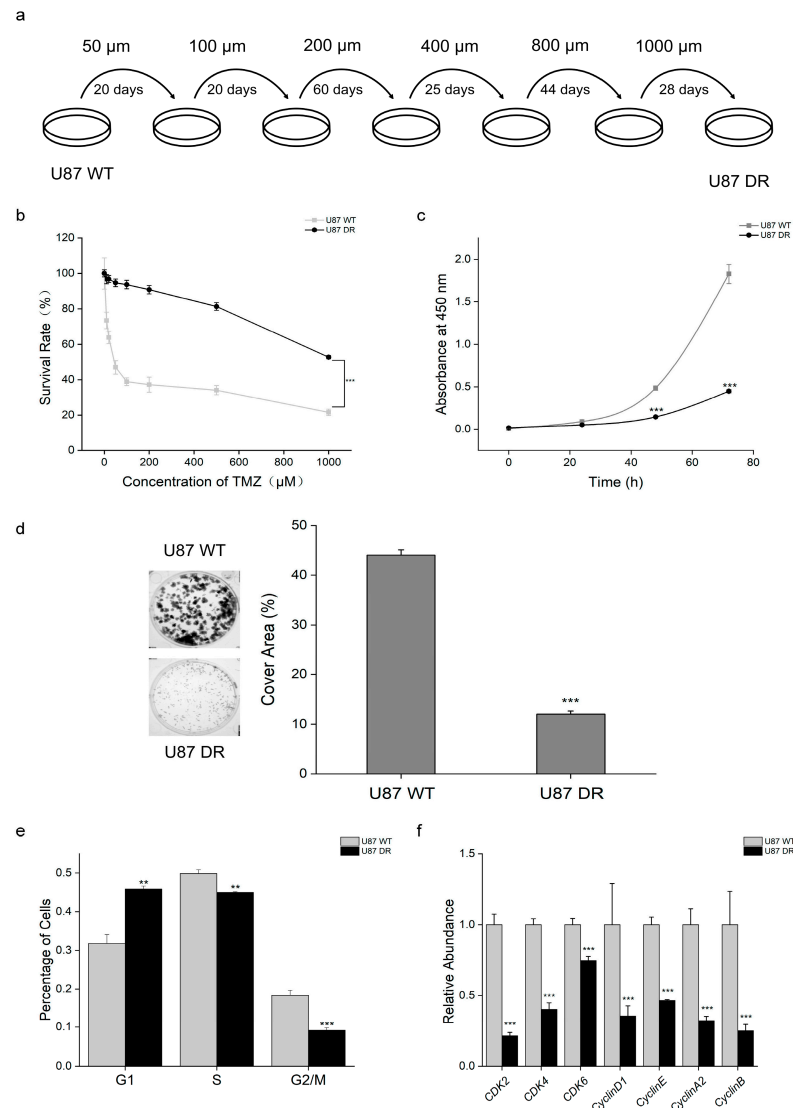 a
50 µm 100 µm 200 µm 400 µm 800 µm 1000 µm
20 days 20 days 60 days 25 days 44 days 28 days
U87 WT
U87 DR
b
U87 WT
U87 DR
120
100
80
60
40
20
0
Survival Rate（%）
***
0 200 400 600 800 1000
Concentration of TMZ（µM）
c
U87 WT
U87 DR
2.0
1.5
1.0
0.5
0.0
Absorbance at 450 nm
***
***
0 20 40 60 80
Time (h)
d
U87 WT
U87 DR
50
40
30
20
10
0
Cover Area (%)
***
U87 WT U87 DR
e
U87 WT
U87 DR
0.5
0.4
0.3
0.2
0.1
0.0
Percentage of Cells
**
**
***
G1 S G2/M
f
U87 WT
U87 DR
1.5
1.0
0.5
0.0
Relative Abundance
***
***
***
***
***
***
***
CDK2 CDK4 CDK6 CyclinD1 CyclinE CyclinA2 CyclinB